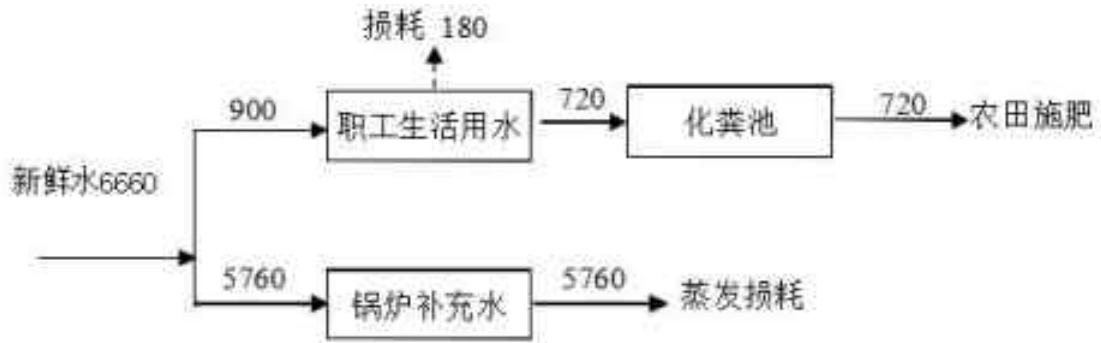 损耗 180
900
职工生活用水
720
化粪池
720
农田施肥
新鲜水6660
5760
锅炉补充水
5760
蒸发损耗